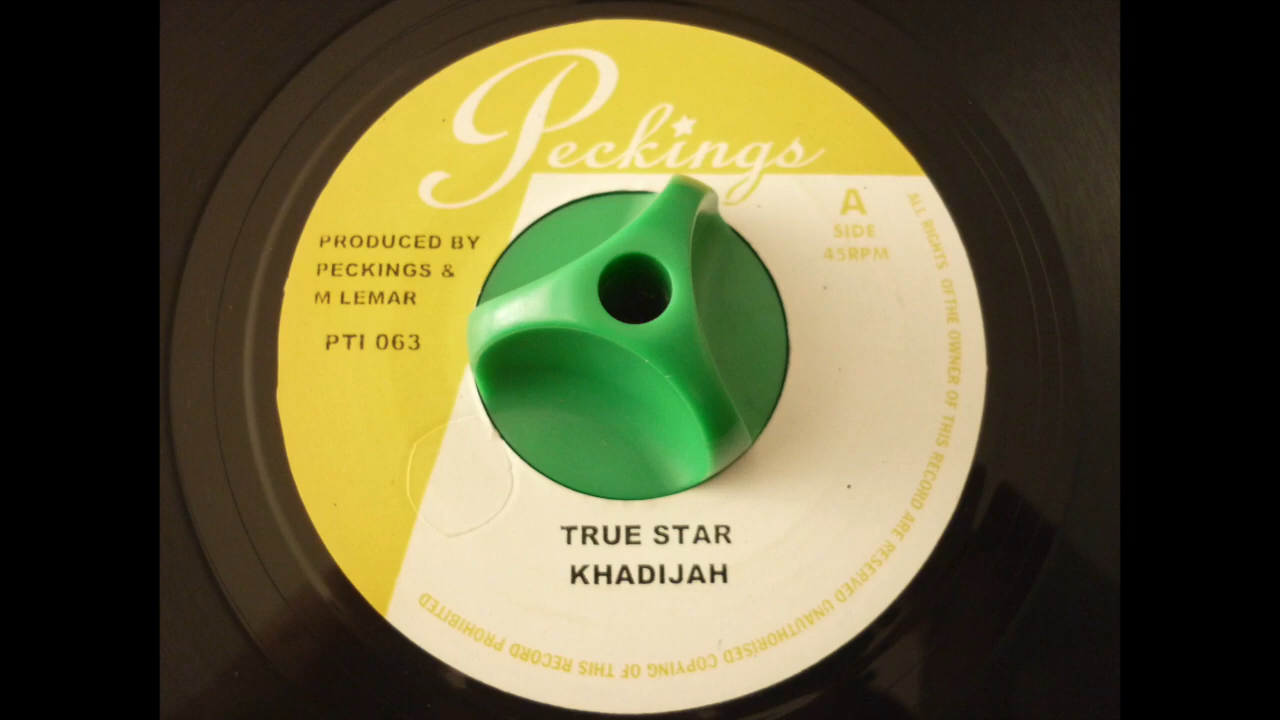 Peckings
A
SIDE
45RPM
PRODUCED BY
PECKINGS &
M LEMAR
PTI 063
TRUE STAR
KHADIJAH
ALL RIGHTS OF THE OWNER OF THIS RECORD ARE RESERVED UNAUTHORISED COPYING OF THIS RECORD PROHIBITED